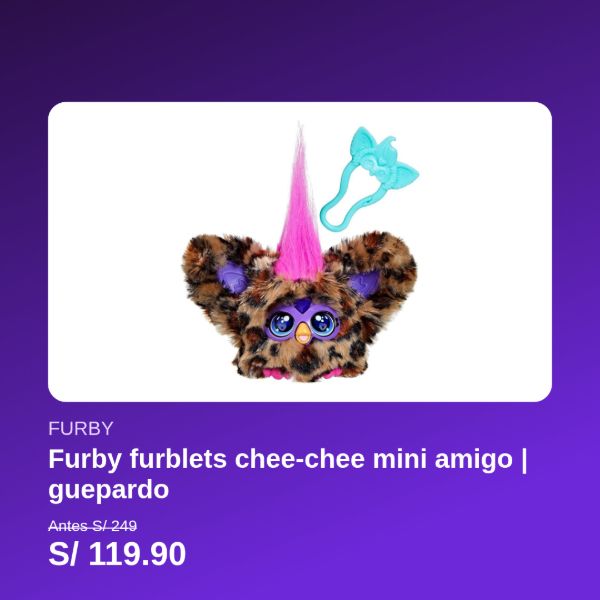 FURBY
Furby furblets chee-chee mini amigo |
guepardo
Antes S/ 249
S/ 119.90